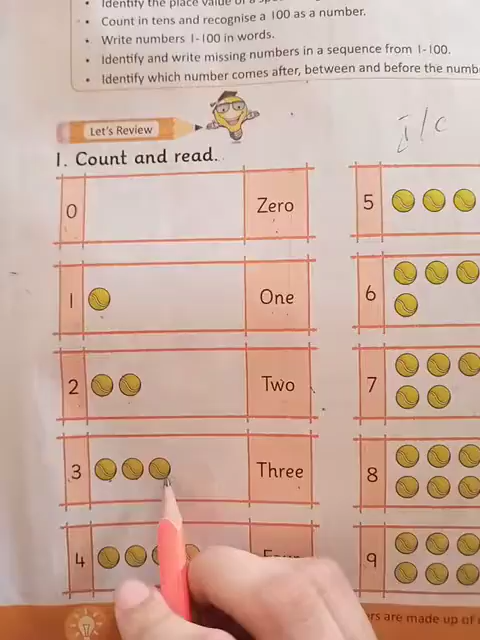 Identify the place value of a
• Count in tens and recognise a 100 as a number.
• Write numbers 1-100 in words.
• Identify and write missing numbers in a sequence from 1-100.
• Identify which number comes after, between and before the numb
Let's Review
I/C
1. Count and read.
0 Zero
1 One
2 Two
3 Three
4
5
6
7
8
9
rs are made up of